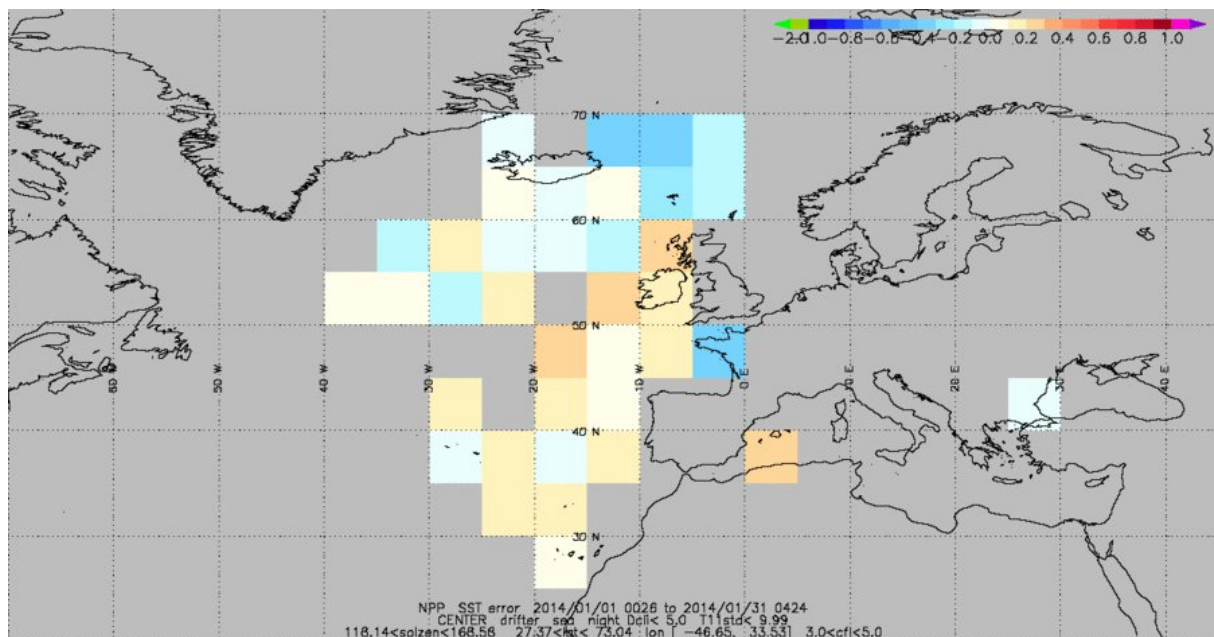 -2.0 -1.0 -0.8 -0.6 -0.4 -0.2 -0.0 0.2 0.4 0.6 0.8 1.0
70 N
60 N
50 N
60 W 50 W 40 W 20 W 10 W 0 E 20 E 30 E 40 E
40 N
30 N
NPP SST error 2014/01/01 0026 to 2014/01/31 0424
CENTER drifter sea night Dcli< 5.0 T11std< 9.99
118.14<solzen<168.58 27.37<lat< 73.04 lon [ -46.65, 33.53] 3.0<cfl<5.0